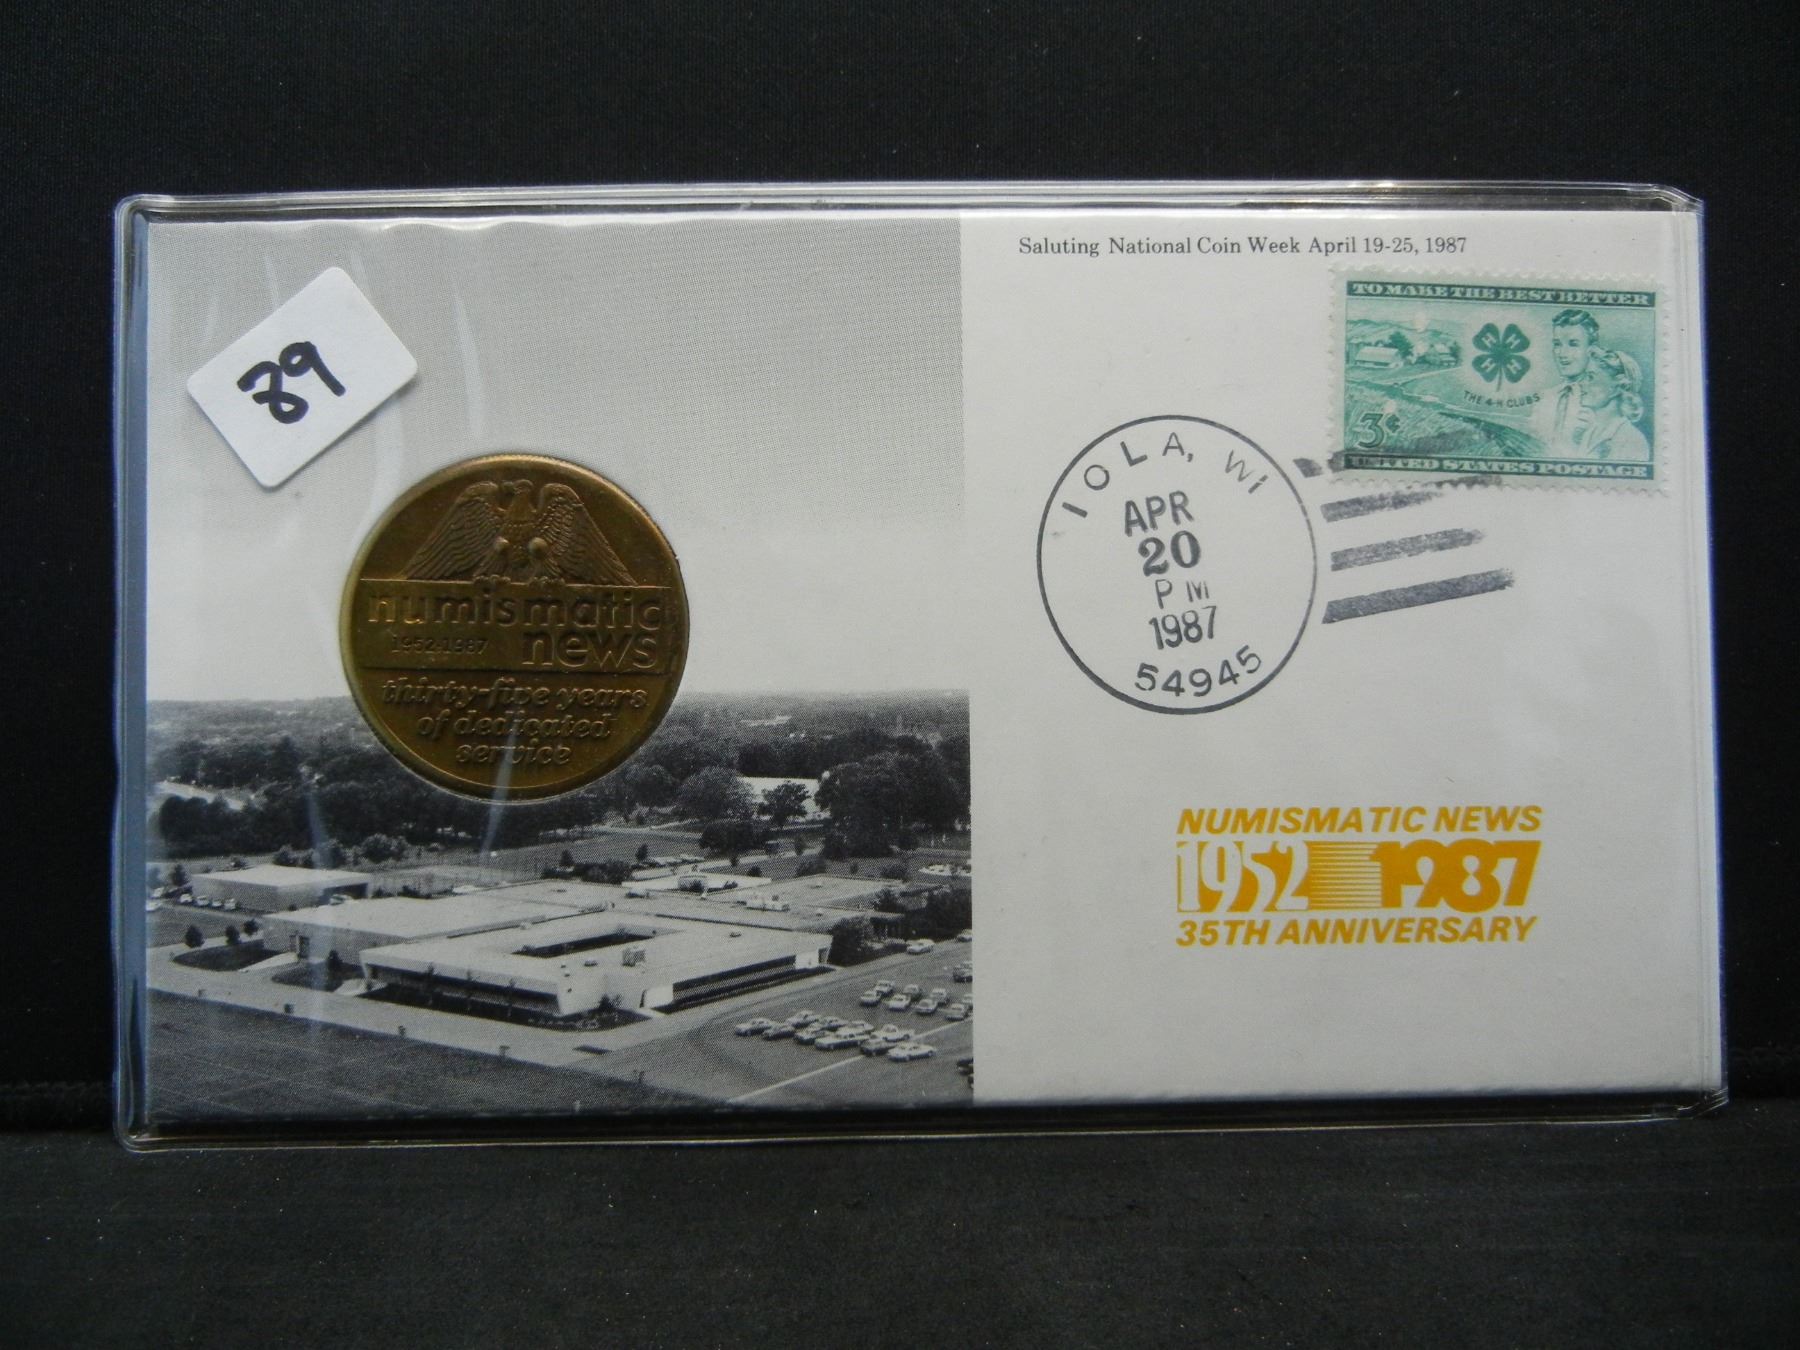 Saluting National Coin Week April 19-25, 1987
TO MAKE THE BEST BETTER
H H
H H
THE 4-H CLUBS
3¢
UNITED STATES POSTAGE
89
IOLA, WI
APR
20
PM
1987
54945
numismatic
1952-1987 news
thirty-five years
of dedicated
service
NUMISMATIC NEWS
1952 1987
35TH ANNIVERSARY